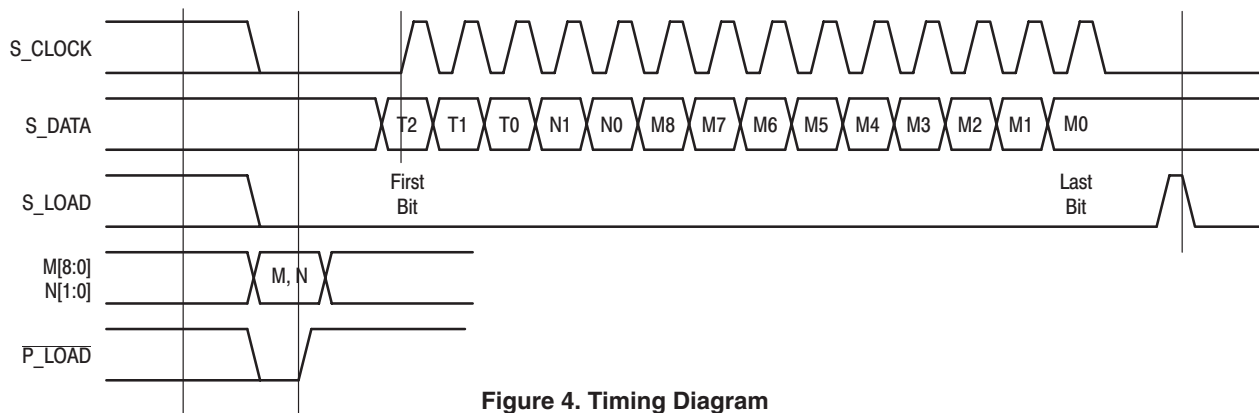 S_CLOCK
S_DATA
T2 T1 T0 N1 N0 M8 M7 M6 M5 M4 M3 M2 M1 M0
First
Bit
Last
Bit
S_LOAD
M[8:0]
N[1:0]
M, N
P_LOAD
Figure 4. Timing Diagram